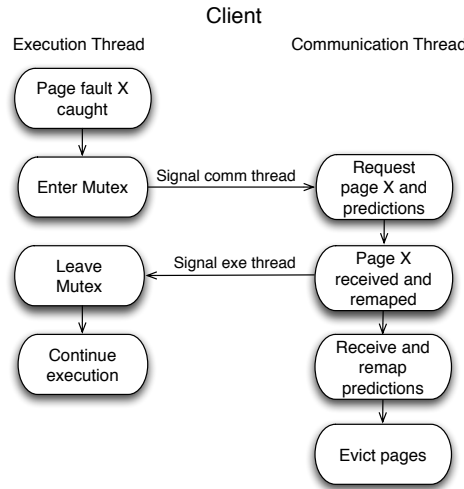 Client
Execution Thread
Communication Thread
Page fault X
caught
Enter Mutex
Signal comm thread
Request
page X and
predictions
Leave
Mutex
Signal exe thread
Page X
received and
remaped
Continue
execution
Receive and
remap
predictions
Evict pages